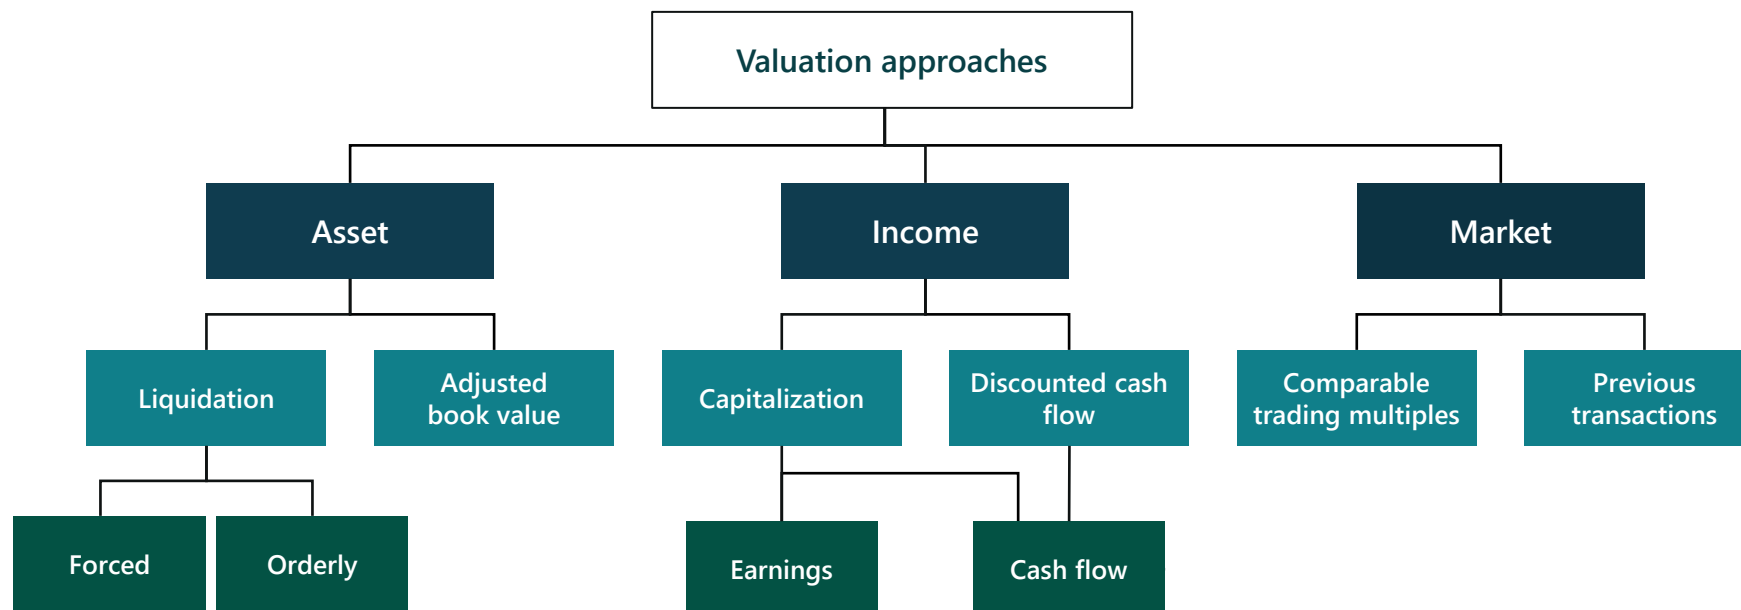 Valuation approaches
Asset
Income
Market
Liquidation
Adjusted
book value
Capitalization
Discounted cash
flow
Comparable
trading multiples
Previous
transactions
Forced
Orderly
Earnings
Cash flow